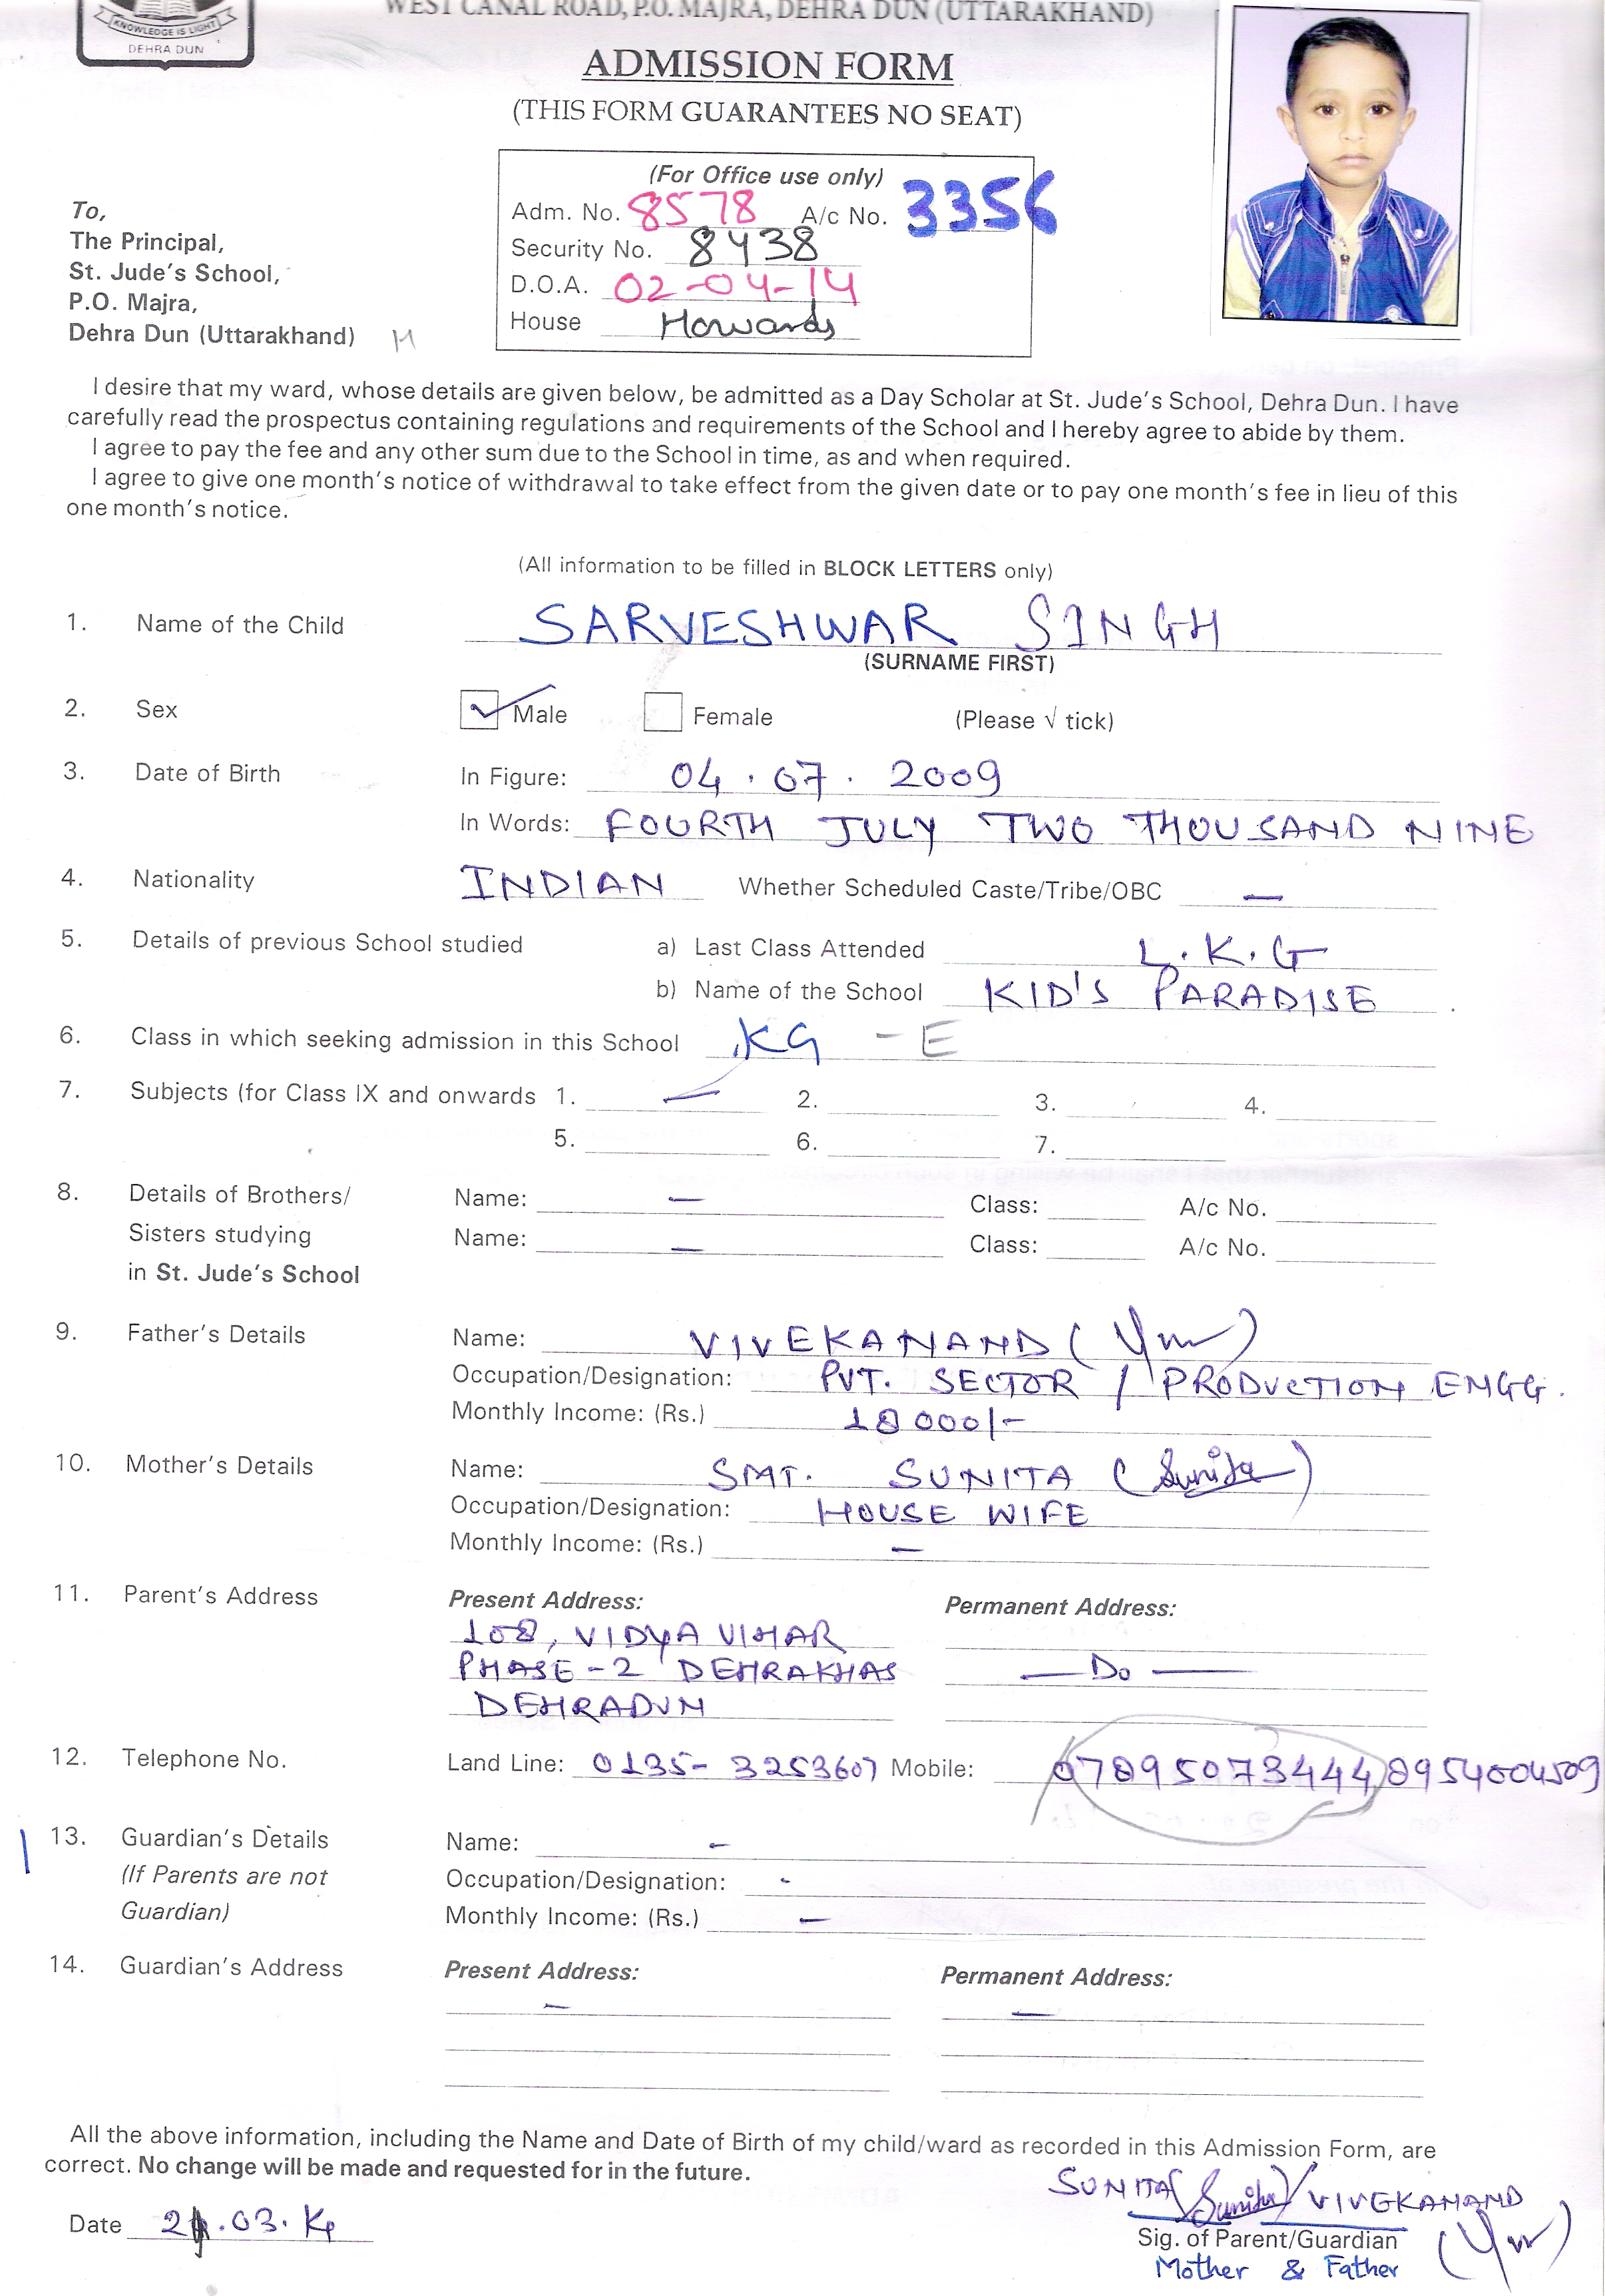 WEST CANAL ROAD, P.O. MAJRA, DEHRA DUN (UTTARAKHAND)
KNOWLEDGE IS LIGHT
DEHRA DUN
ADMISSION FORM
(THIS FORM GUARANTEES NO SEAT)
(For Office use only)
Adm. No. 8578 A/c No. 3356
Security No. 8438
D.O.A. 02-04-14
House Howards
To,
The Principal,
St. Jude's School,
P.O. Majra,
Dehra Dun (Uttarakhand) H
I desire that my ward, whose details are given below, be admitted as a Day Scholar at St. Jude's School, Dehra Dun. I have
carefully read the prospectus containing regulations and requirements of the School and I hereby agree to abide by them.
I agree to pay the fee and any other sum due to the School in time, as and when required.
I agree to give one month's notice of withdrawal to take effect from the given date or to pay one month's fee in lieu of this
one month's notice.
(All information to be filled in BLOCK LETTERS only)
1. Name of the Child SARVESHWAR SINGH
(SURNAME FIRST)
2. Sex ✓ Male Female (Please √ tick)
3. Date of Birth In Figure: 04.07.2009
In Words: FOURTH JULY TWO THOUSAND NINE
4. Nationality INDIAN Whether Scheduled Caste/Tribe/OBC —
5. Details of previous School studied a) Last Class Attended L.K.G
b) Name of the School KID'S PARADISE
6. Class in which seeking admission in this School KG - E
7. Subjects (for Class IX and onwards 1. — 2. 3. 4.
5. 6. 7.
8. Details of Brothers/ Name: — Class: A/c No.
Sisters studying Name: — Class: A/c No.
in St. Jude's School
9. Father's Details Name: VIVEKANAND ( )
Occupation/Designation: PVT. SECTOR / PRODUCTION ENGG.
Monthly Income: (Rs.) 10000/-
10. Mother's Details Name: SMT. SUNITA (Sunita)
Occupation/Designation: HOUSE WIFE
Monthly Income: (Rs.) —
11. Parent's Address Present Address: Permanent Address:
108, VIDYA VIHAR
PHASE-2 DEHRAKHAS — Do —
DEHRADUN
12. Telephone No. Land Line: 0135-3253607 Mobile: 07895073444 8954004509
13. Guardian's Details Name: —
(If Parents are not Occupation/Designation: -
Guardian) Monthly Income: (Rs.) —
14. Guardian's Address Present Address: Permanent Address:
— —
All the above information, including the Name and Date of Birth of my child/ward as recorded in this Admission Form, are
correct. No change will be made and requested for in the future.
SUNITA (Sunita) / VIVEKANAND
Date .03.14
Sig. of Parent/Guardian
Mother & Father